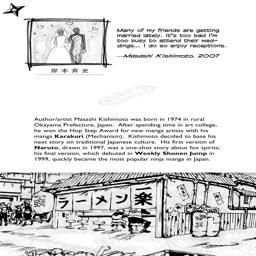 Many of my friends are getting
married lately. It's too bad I'm
too busy to attend their wed-
dings... I do so enjoy receptions.
—Masashi Kishimoto, 2007
岸本斉史
Author/artist Masashi Kishimoto was born in 1974 in rural
Okayama Prefecture, Japan. After spending time in art college,
he won the Hop Step Award for new manga artists with his
manga Karakuri (Mechanism). Kishimoto decided to base his
next story on traditional Japanese culture. His first version of
Naruto, drawn in 1997, was a one-shot story about fox spirits;
his final version, which debuted in Weekly Shonen Jump in
1999, quickly became the most popular ninja manga in Japan.
ラーメン楽